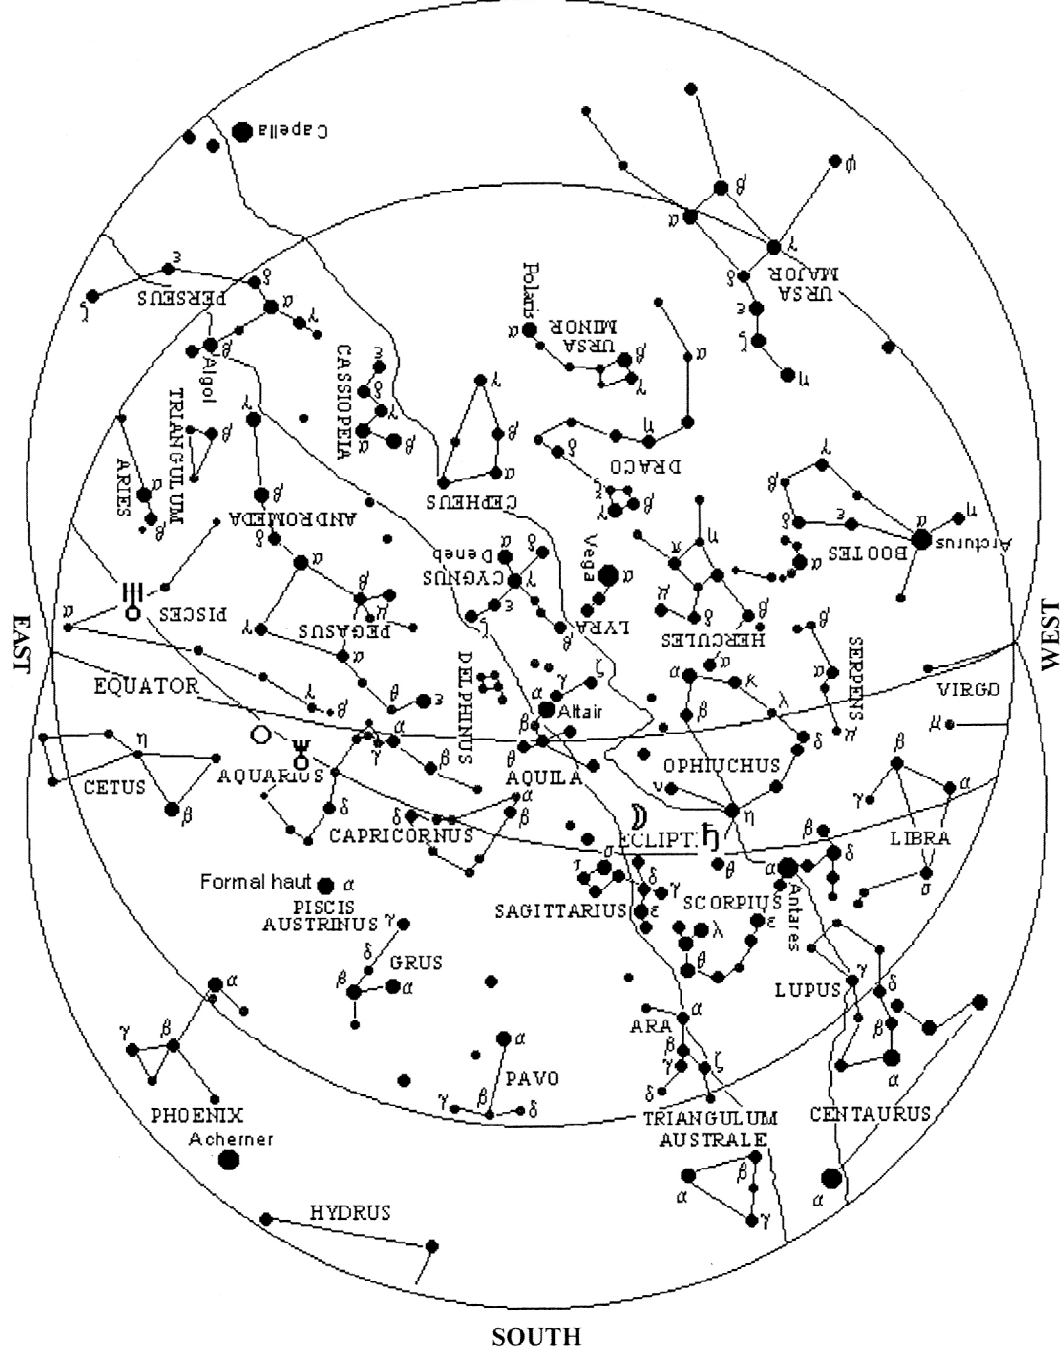 Capella
ψ
β
α
γ
δ
URSA
MAJOR
ε
ζ
η
ε
δ
PERSEUS
ζ
α
γ
β
Algol
Polaris
α
URSA
MINOR
β
γ
α
CASSIOPEIA
ε
δ
γ
α
β
γ
β
α
CEPHEUS
TRIANGULUM
β
γ
ARIES
α
β
β
ANDROMEDA
δ
α
η
δ
DRACO
ξ
γ
β
γ
β
δ
ε
α
η
BOOTES
Arcturus
α
Deneb
α
δ
CYGNUS
γ
ε
ζ
β
Vega
α
LYRA
η
π
μ
δ
β
HERCULES
PISCES
α
β
μ
PEGASUS
γ
α
θ
ε
EAST
WEST
EQUATOR
γ
β
DELPHINUS
ζ
γ
α
Altair
β
θ
AQUILA
α
α
κ
β
λ
δ
OPHIUCHUS
ν
η
β
α
SERPENS
μ
VIRGO
μ
η
CETUS
β
α
γ
β
AQUARIUS
δ
α
β
δ
CAPRICORNUS
ECLIPT.
β
α
γ
LIBRA
σ
Formal haut
α
PISCIS
AUSTRINUS
γ
δ
GRUS
β
α
σ
τ
δ
γ
SAGITTARIUS
ε
θ
α
β
δ
SCORPIUS
Antares
ε
λ
θ
γ
δ
LUPUS
β
α
α
γ
β
PHOENIX
Acherner
α
PAVO
γ
β
δ
α
ARA
β
γ
ζ
δ
TRIANGULUM
AUSTRALE
CENTAURUS
β
α
γ
α
HYDRUS
SOUTH